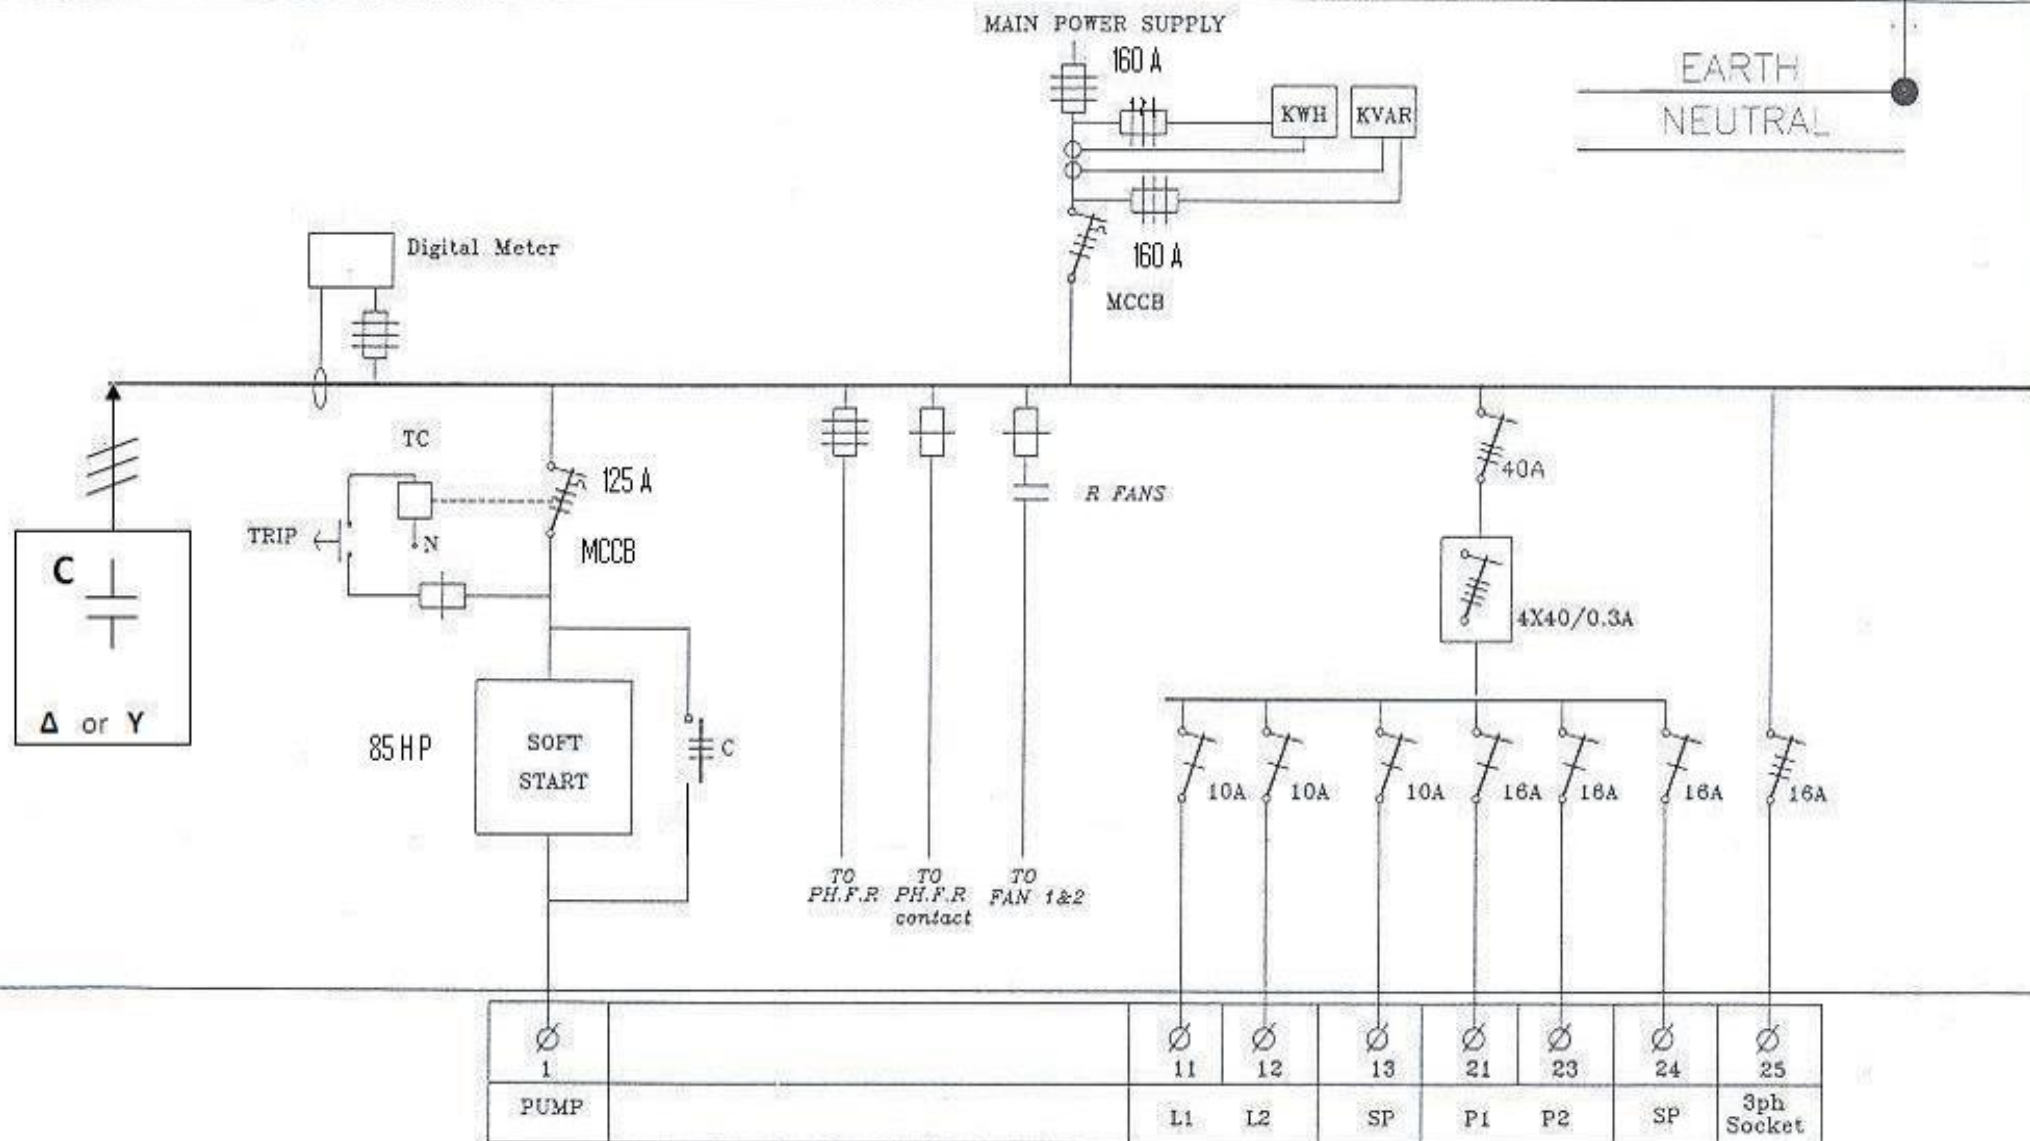 MAIN POWER SUPPLY
160 A
EARTH
KWH
KVAR
NEUTRAL
Digital Meter
160 A
MCCB
TC
125 A
R FANS
40A
TRIP
N
MCCB
C
4X40/0.3A
Δ or Y
85HP
SOFT
START
C
10A
10A
10A
16A
16A
16A
16A
TO
PH.F.R
TO
PH.F.R
contact
TO
FAN 1&2
1
11
12
13
21
23
24
25
PUMP
L1
L2
SP
P1
P2
SP
3ph
Socket